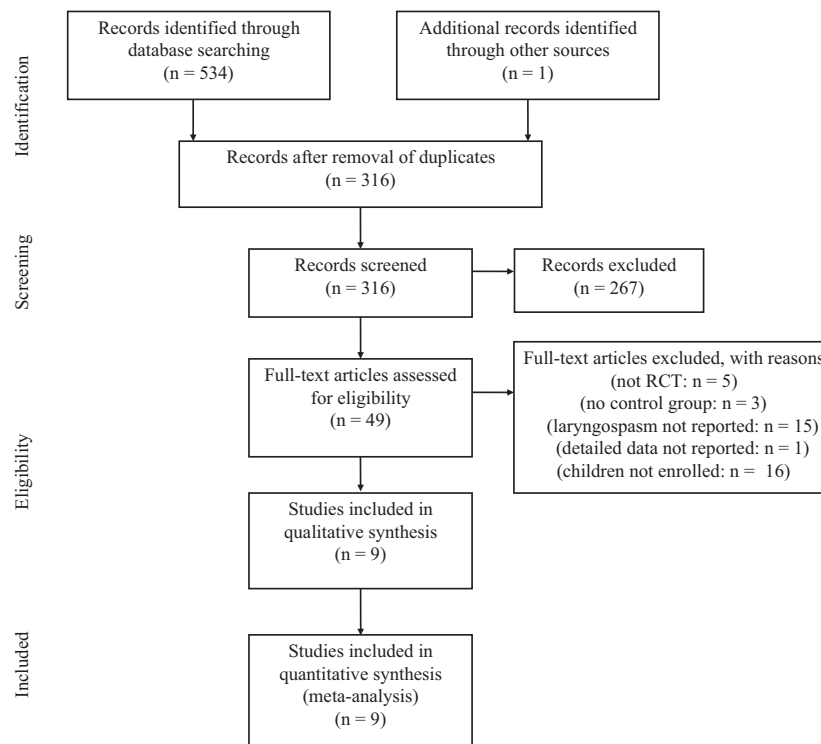 Records identified through
database searching
(n = 534)
Additional records identified
through other sources
(n = 1)
Identification
Records after removal of duplicates
(n = 316)
Screening
Records screened
(n = 316)
Records excluded
(n = 267)
Eligibility
Full-text articles assessed
for eligibility
(n = 49)
Full-text articles excluded, with reasons
(not RCT: n = 5)
(no control group: n = 3)
(laryngospasm not reported: n = 15)
(detailed data not reported: n = 1)
(children not enrolled: n = 16)
Studies included in
qualitative synthesis
(n = 9)
Included
Studies included in
quantitative synthesis
(meta-analysis)
(n = 9)